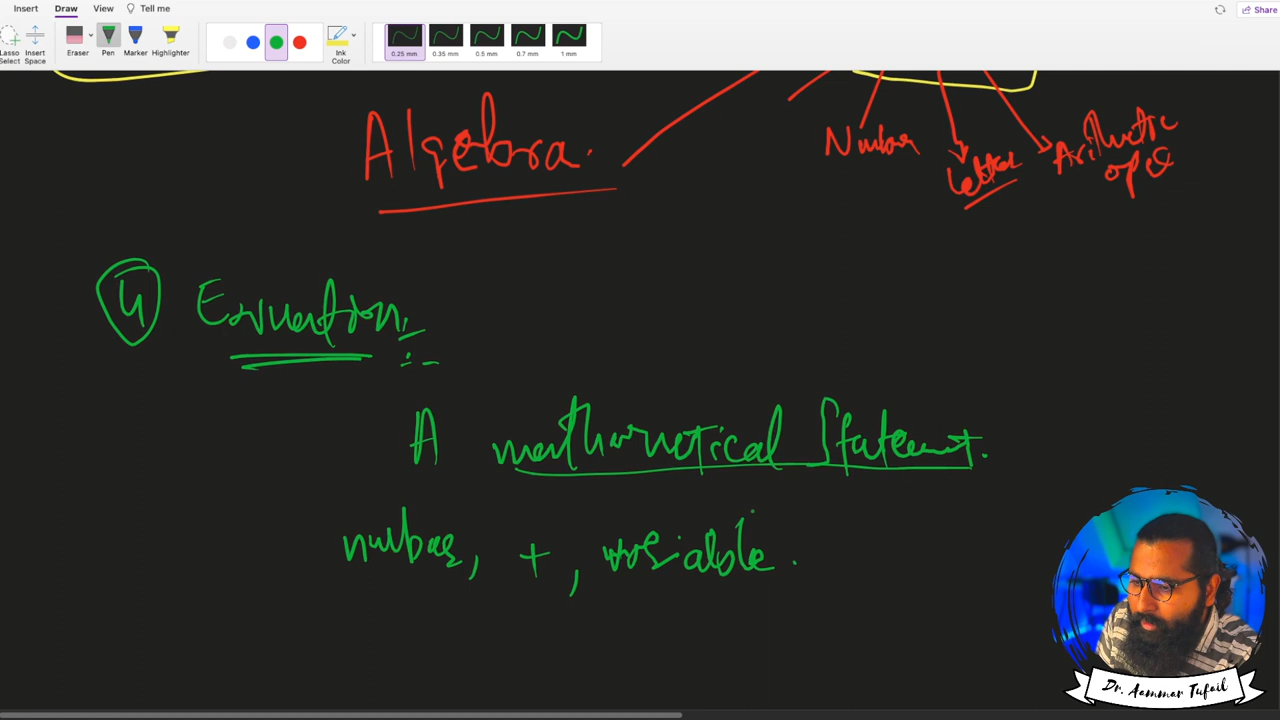 Insert Draw View Tell me Share
Lasso Select Insert Space Eraser Pen Marker Highlighter Ink Color 0.25 mm 0.35 mm 0.5 mm 0.7 mm 1 mm
Algebra.
Number
letter
Arithmetic
op
4 Equation :-
A mathematical Statement.
nubers, + , variable.
Dr. Aammar Tufail